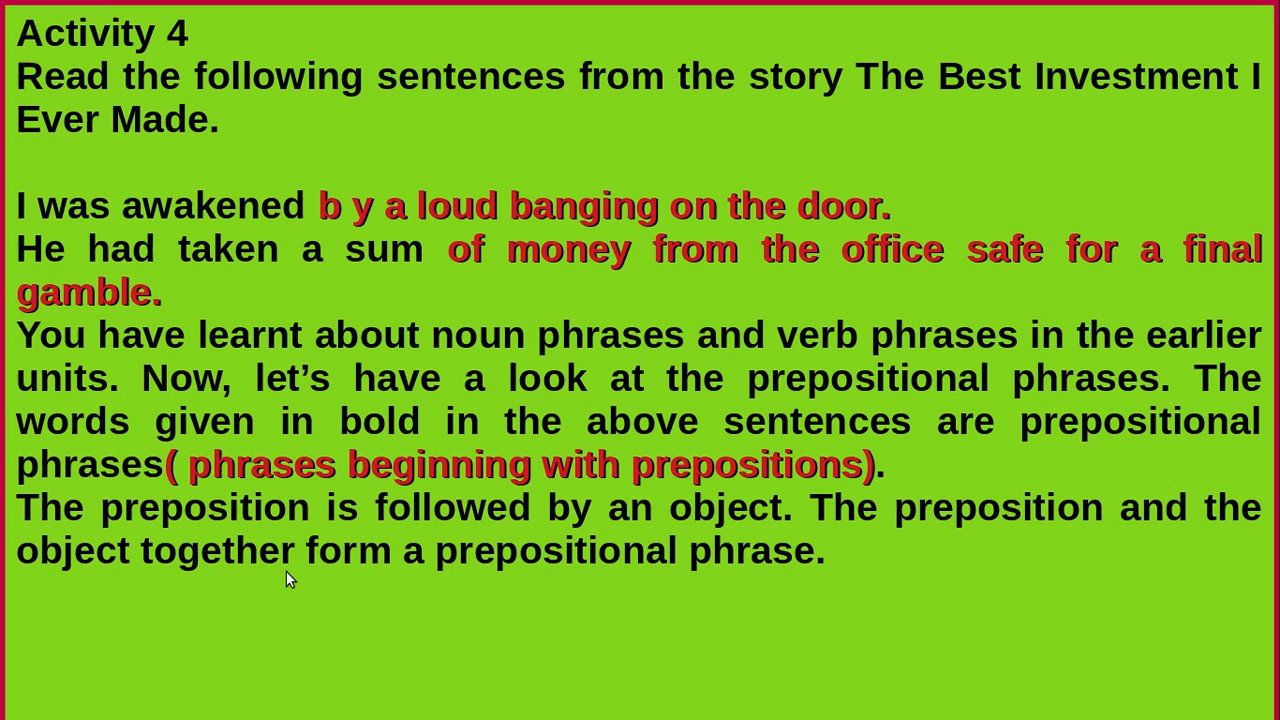 Activity 4
Read the following sentences from the story The Best Investment I
Ever Made.
I was awakened b y a loud banging on the door.
He had taken a sum of money from the office safe for a final
gamble.
You have learnt about noun phrases and verb phrases in the earlier
units. Now, let’s have a look at the prepositional phrases. The
words given in bold in the above sentences are prepositional
phrases( phrases beginning with prepositions).
The preposition is followed by an object. The preposition and the
object together form a prepositional phrase.